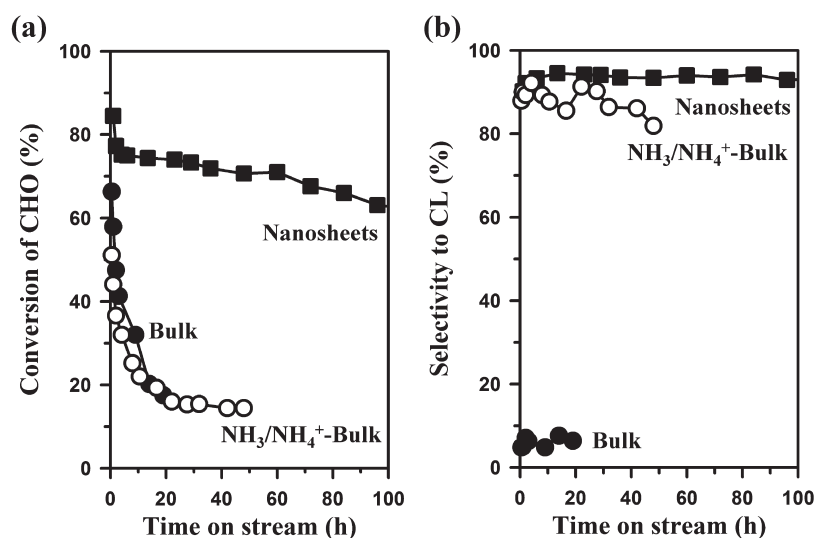 (a)
Conversion of CHO (%)
100
80
60
40
20
0
Nanosheets
Bulk
NH₃/NH₄⁺-Bulk
0 20 40 60 80 100
Time on stream (h)
(b)
Selectivity to CL (%)
100
80
60
40
20
0
Nanosheets
NH₃/NH₄⁺-Bulk
Bulk
0 20 40 60 80 100
Time on stream (h)